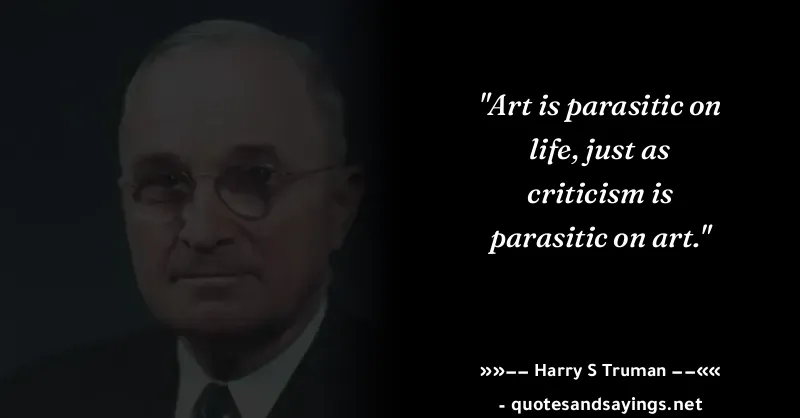 "Art is parasitic on
life, just as
criticism is
parasitic on art."
»»−− Harry S Truman −−««
- quotesandsayings.net